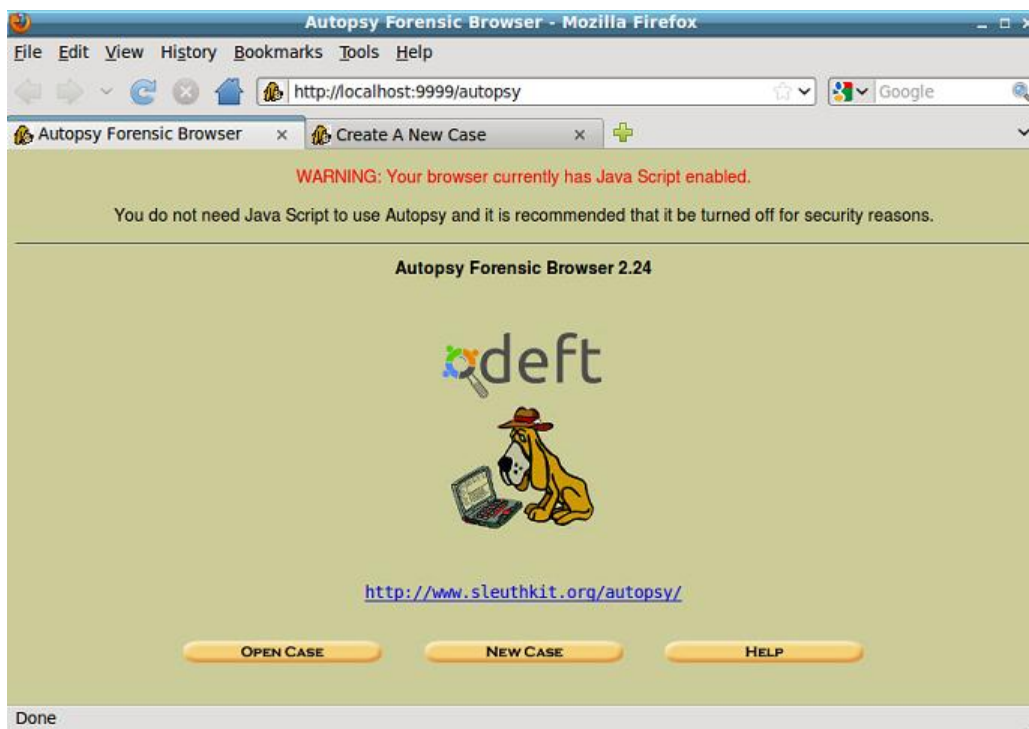 Autopsy Forensic Browser - Mozilla Firefox
File Edit View History Bookmarks Tools Help
http://localhost:9999/autopsy
Google
Autopsy Forensic Browser
Create A New Case
WARNING: Your browser currently has Java Script enabled.
You do not need Java Script to use Autopsy and it is recommended that it be turned off for security reasons.
Autopsy Forensic Browser 2.24
deft
http://www.sleuthkit.org/autopsy/
OPEN CASE
NEW CASE
HELP
Done